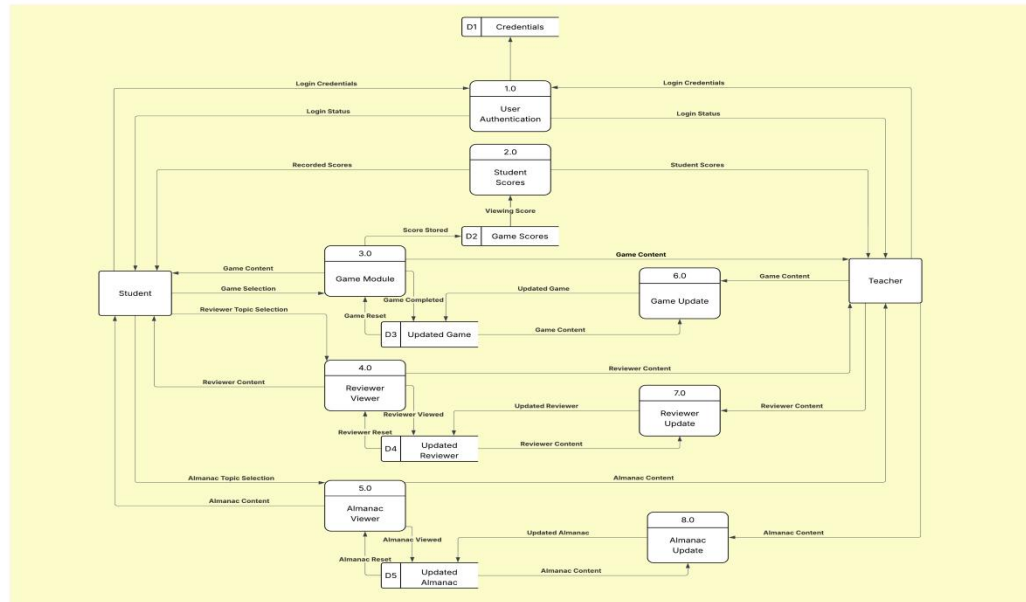 D1 Credentials
Login Credentials
Login Credentials
1.0
User
Authentication
Login Status
Login Status
2.0
Student
Scores
Recorded Scores
Student Scores
Viewing Score
Score Stored
D2 Game Scores
3.0
Game Module
Game Content
Game Content
Student
Game Selection
Game Completed
Updated Game
6.0
Game Update
Game Content
Teacher
Reviewer Topic Selection
Game Reset
D3 Updated Game
Game Content
4.0
Reviewer
Viewer
Reviewer Content
Reviewer Content
7.0
Reviewer
Update
Updated Reviewer
Reviewer Content
Reviewer Viewed
Reviewer Reset
D4 Updated
Reviewer
Reviewer Content
Almanac Topic Selection
5.0
Almanac
Viewer
Almanac Content
Almanac Content
8.0
Almanac
Update
Updated Almanac
Almanac Content
Almanac Viewed
Almanac Reset
D5 Updated
Almanac
Almanac Content